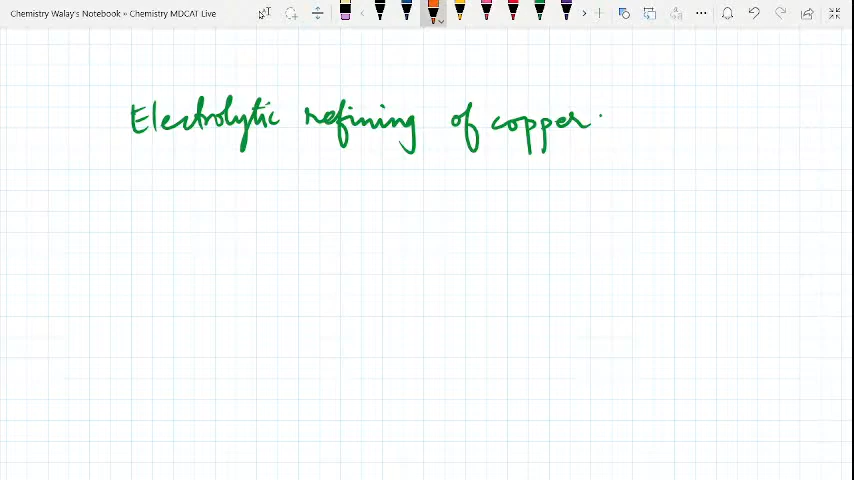 Chemistry Walay's Notebook » Chemistry MDCAT Live
Electrolytic refining of copper.